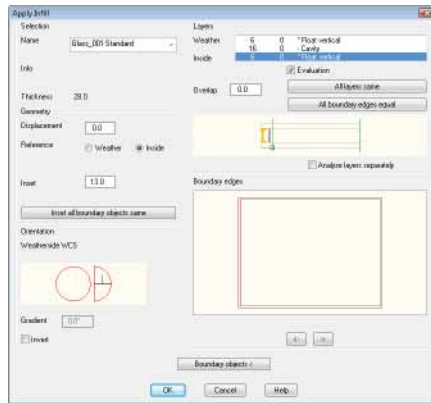 Apply Infill
Selection
Name
Glass_001 Standard
Info
Thickness 28.0
Geometry
Displacement 0.0
Reference Weather Inside
Inset 13.0
Inset all boundary objects same
Orientation
Weatherside WCS
Gradient 0.0°
Invert
Layers
Weather 6 0 * Float vertical
16 0 - Cavity
Inside 6 0 * Float vertical
Evaluation
Overlap 0.0
All layers same
All boundary edges equal
Analyze layers separately
Boundary edges
Boundary objects <
OK Cancel Help